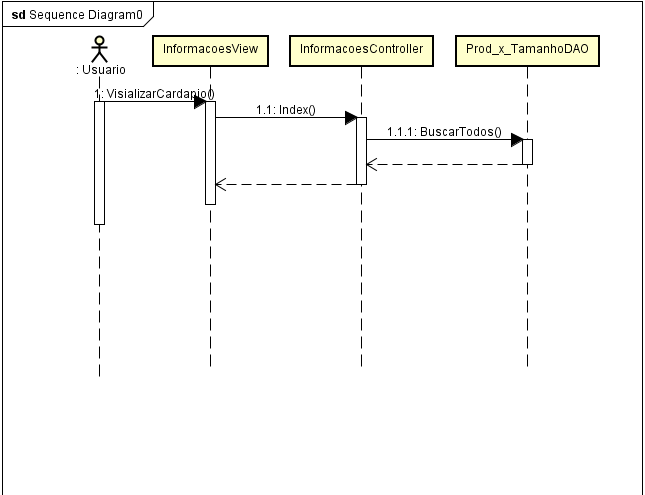 sd Sequence Diagram0
: Usuario
InformacoesView
InformacoesController
Prod_x_TamanhoDAO
1: VisializarCardapio()
1.1: Index()
1.1.1: BuscarTodos()